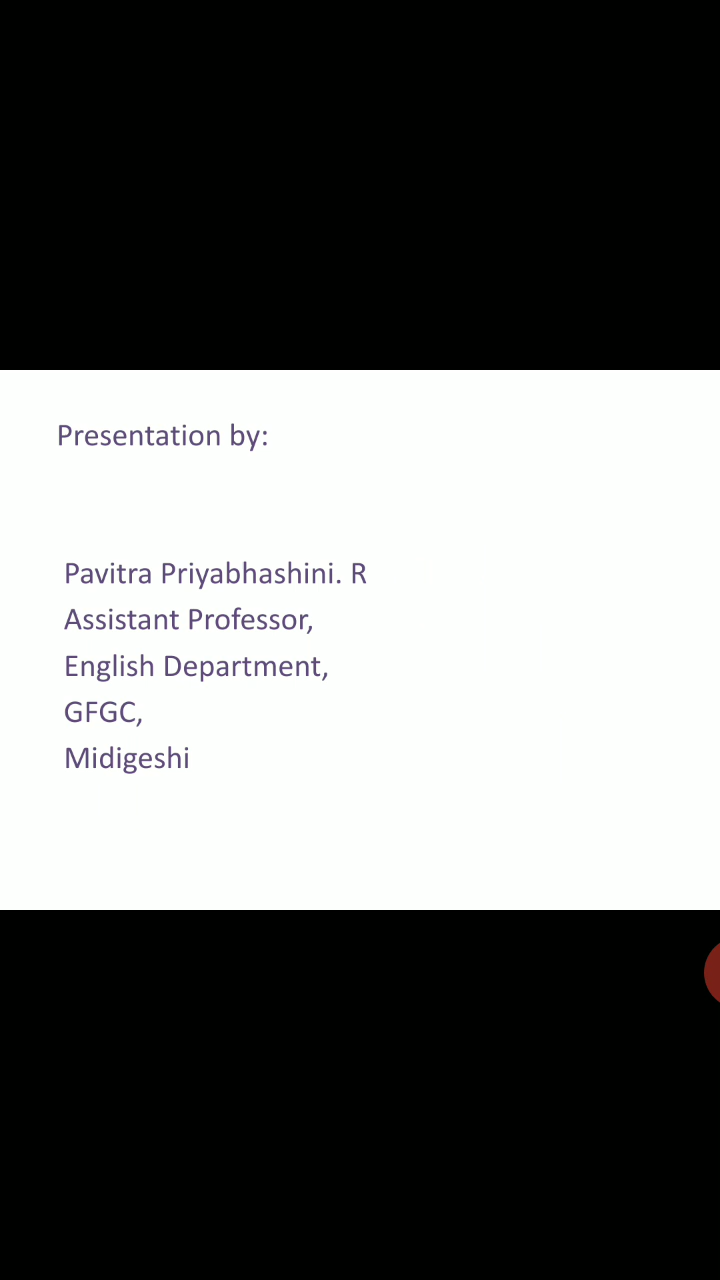 Presentation by:
Pavitra Priyabhashini. R
Assistant Professor,
English Department,
GFGC,
Midigeshi